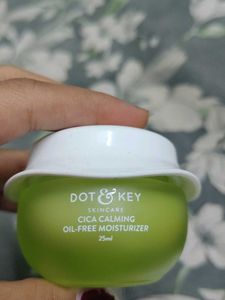 DOT & KEY
SKINCARE
CICA CALMING
OIL-FREE MOISTURIZER
25ml